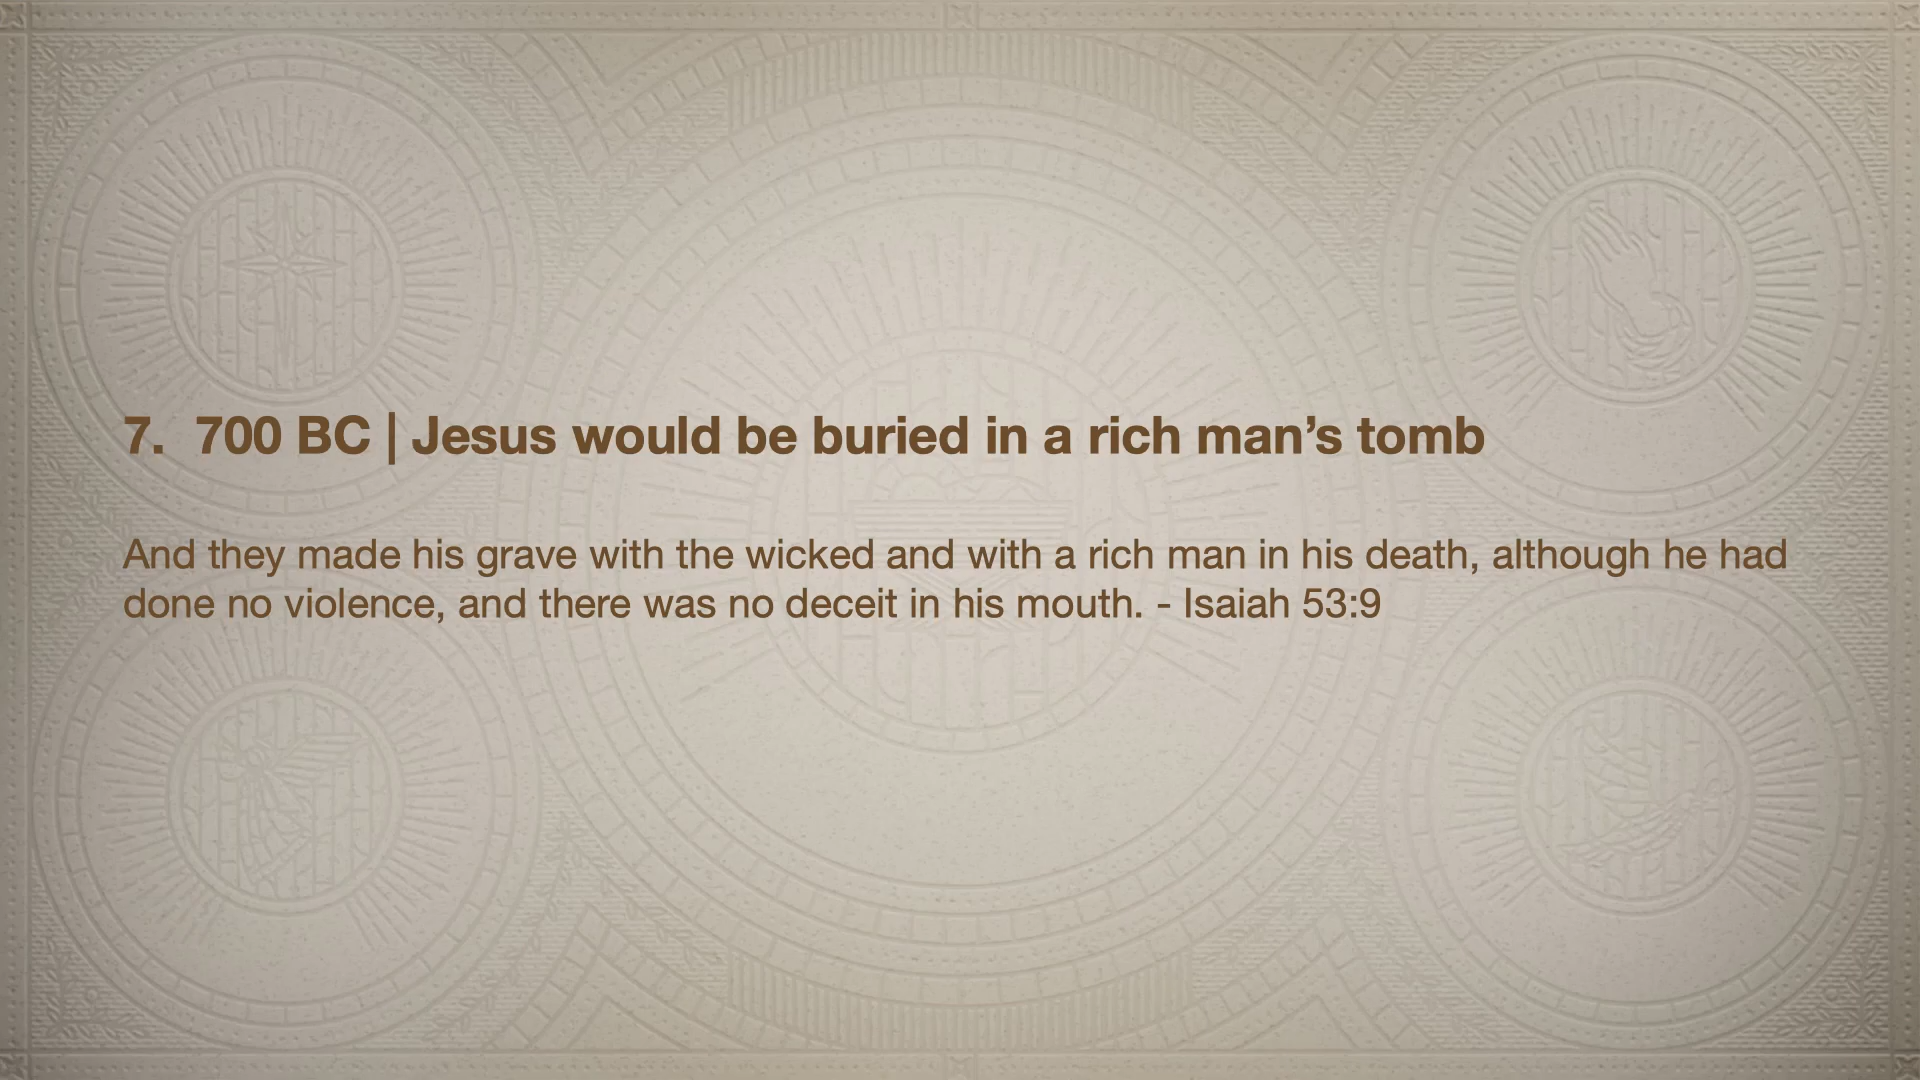 7.  700 BC | Jesus would be buried in a rich man’s tomb
And they made his grave with the wicked and with a rich man in his death, although he had
done no violence, and there was no deceit in his mouth. - Isaiah 53:9